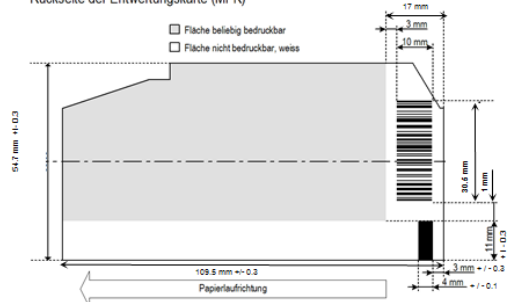 Rückseite der Entwertungskarte (MFK)
17 mm
3 mm
Fläche beliebig bedruckbar
Fläche nicht bedruckbar, weiss
10 mm
54.7 mm +/- 0.3
30.6 mm
1 mm
11 mm
+/- 0.3
109.5 mm +/- 0.3
3 mm +/- 0.3
4 mm +/- 0.1
Papierlaufrichtung